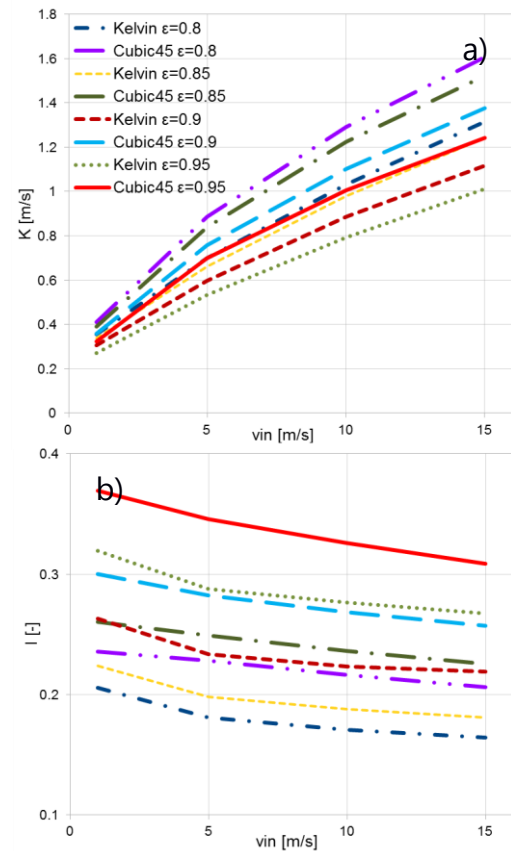 1.8
1.6
1.4
1.2
1
0.8
0.6
0.4
0.2
0
K [m/s]
Kelvin ε=0.8
Cubic45 ε=0.8
Kelvin ε=0.85
Cubic45 ε=0.85
Kelvin ε=0.9
Cubic45 ε=0.9
Kelvin ε=0.95
Cubic45 ε=0.95
a)
0 5 10 15
vin [m/s]
0.4
0.3
0.2
0.1
I [-]
b)
0 5 10 15
vin [m/s]